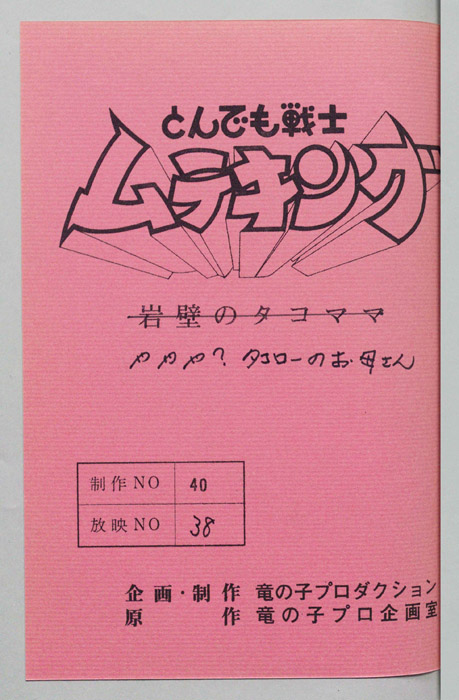 とんでも戦士
ムテキング
岩壁のタコママ
ややや?タコローのお母さん
制作NO 40
放映NO 38
企画・制作 竜の子プロダクション
原作 竜の子プロ企画室